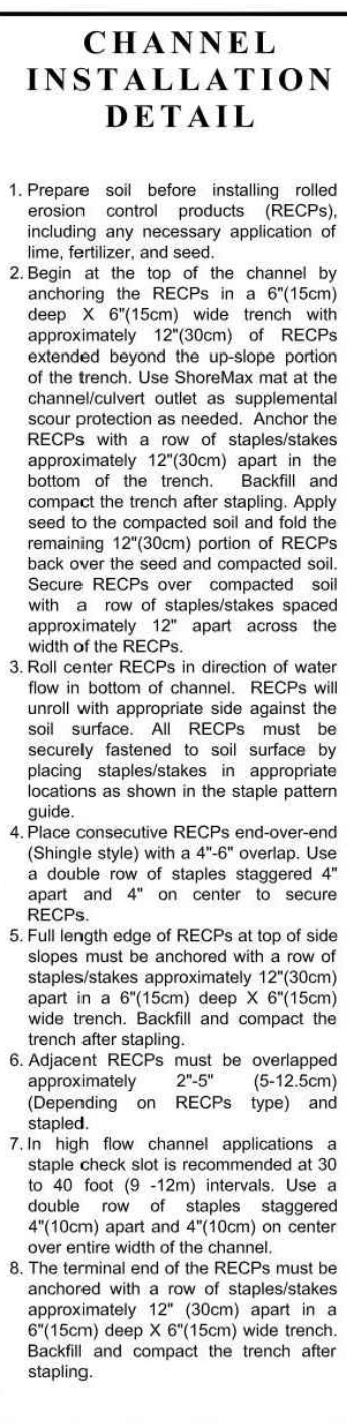 CHANNEL
INSTALLATION
DETAIL
1. Prepare soil before installing rolled
erosion control products (RECPs),
including any necessary application of
lime, fertilizer, and seed.
2. Begin at the top of the channel by
anchoring the RECPs in a 6"(15cm)
deep X 6"(15cm) wide trench with
approximately 12"(30cm) of RECPs
extended beyond the up-slope portion
of the trench. Use ShoreMax mat at the
channel/culvert outlet as supplemental
scour protection as needed. Anchor the
RECPs with a row of staples/stakes
approximately 12"(30cm) apart in the
bottom of the trench. Backfill and
compact the trench after stapling. Apply
seed to the compacted soil and fold the
remaining 12"(30cm) portion of RECPs
back over the seed and compacted soil.
Secure RECPs over compacted soil
with a row of staples/stakes spaced
approximately 12" apart across the
width of the RECPs.
3. Roll center RECPs in direction of water
flow in bottom of channel. RECPs will
unroll with appropriate side against the
soil surface. All RECPs must be
securely fastened to soil surface by
placing staples/stakes in appropriate
locations as shown in the staple pattern
guide.
4. Place consecutive RECPs end-over-end
(Shingle style) with a 4"-6" overlap. Use
a double row of staples staggered 4"
apart and 4" on center to secure
RECPs.
5. Full length edge of RECPs at top of side
slopes must be anchored with a row of
staples/stakes approximately 12"(30cm)
apart in a 6"(15cm) deep X 6"(15cm)
wide trench. Backfill and compact the
trench after stapling.
6. Adjacent RECPs must be overlapped
approximately 2"-5" (5-12.5cm)
(Depending on RECPs type) and
stapled.
7. In high flow channel applications a
staple check slot is recommended at 30
to 40 foot (9 -12m) intervals. Use a
double row of staples staggered
4"(10cm) apart and 4"(10cm) on center
over entire width of the channel.
8. The terminal end of the RECPs must be
anchored with a row of staples/stakes
approximately 12" (30cm) apart in a
6"(15cm) deep X 6"(15cm) wide trench.
Backfill and compact the trench after
stapling.